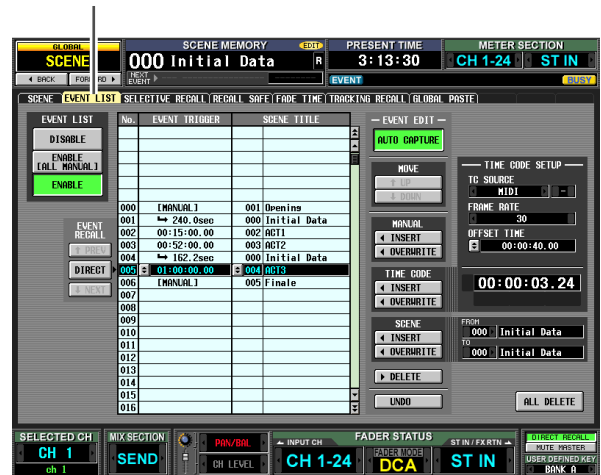 GLOBAL
SCENE
SCENE MEMORY EDIT
000 Initial Data R
PRESENT TIME
3:13:30
METER SECTION
CH 1-24 ST IN
BACK
NEXT EVENT
EVENT
BUSY
SCENE EVENT LIST SELECTIVE RECALL RECALL SAFE FADE TIME TRACKING RECALL GLOBAL PASTE
EVENT LIST
DISABLE
ENABLE
[ALL MANUAL]
ENABLE
EVENT
RECALL
PREV
DIRECT
NEXT
No. EVENT TRIGGER SCENE TITLE
000 [MANUAL] 001 Opening
001 240.0sec 000 Initial Data
002 00:15:00.00 002 ACT1
003 00:52:00.00 003 ACT2
004 162.2sec 000 Initial Data
005 01:00:00.00 004 ACT3
006 [MANUAL] 005 Finale
007
008
009
010
011
012
013
014
015
016
EVENT EDIT
AUTO CAPTURE
MOVE
UP
DOWN
MANUAL
INSERT
OVERWRITE
TIME CODE
INSERT
OVERWRITE
SCENE
INSERT
OVERWRITE
DELETE
UNDO
TIME CODE SETUP
TC SOURCE
MIDI -
FRAME RATE
30
OFFSET TIME
00:00:40.00
00:00:03.24
FROM
000 Initial Data
TO
000 Initial Data
ALL DELETE
SELECTED CH
CH 1
ch 1
MIX SECTION
SEND
PAN/BAL
CH LEVEL
INPUT CH
FADER STATUS
ST IN / FX RTN
CH 1-24
FADER MODE
DCA
ST IN
DIRECT RECALL
MUTE MASTER
USER DEFINED KEY
BANK A